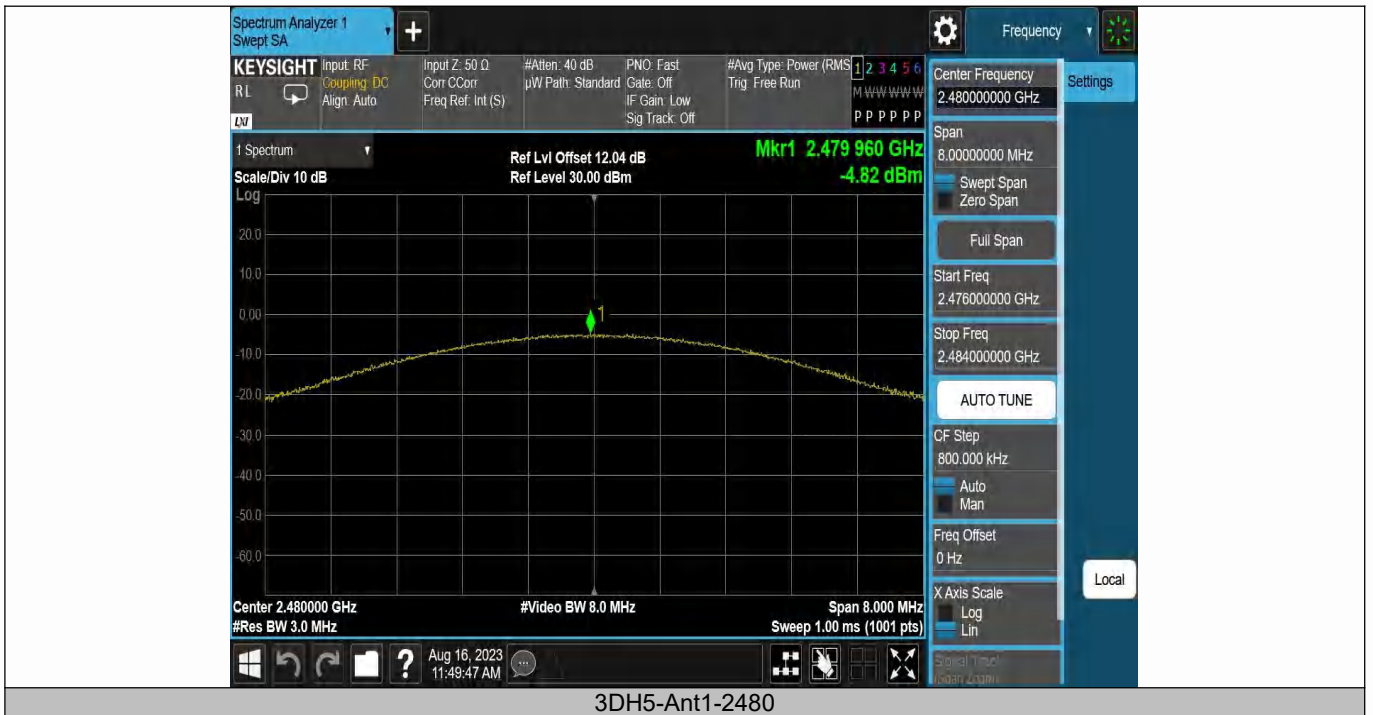 Spectrum Analyzer 1
Swept SA
+
Frequency
KEYSIGHT
RL
LXI
Input: RF
Coupling: DC
Align: Auto
Input Z: 50 Ω
Corr CCorr
Freq Ref: Int (S)
#Atten: 40 dB
µW Path: Standard
PNO: Fast
Gate: Off
IF Gain: Low
Sig Track: Off
#Avg Type: Power (RMS
Trig: Free Run
1 2 3 4 5 6
M W W W W W
P P P P P P
1 Spectrum
Scale/Div 10 dB
Ref Lvl Offset 12.04 dB
Ref Level 30.00 dBm
Mkr1 2.479 960 GHz
-4.82 dBm
Log
20.0
10.0
0.00
-10.0
-20.0
-30.0
-40.0
-50.0
-60.0
1
Center 2.480000 GHz
#Res BW 3.0 MHz
#Video BW 8.0 MHz
Span 8.000 MHz
Sweep 1.00 ms (1001 pts)
Center Frequency
2.480000000 GHz
Settings
Span
8.00000000 MHz
Swept Span
Zero Span
Full Span
Start Freq
2.476000000 GHz
Stop Freq
2.484000000 GHz
AUTO TUNE
CF Step
800.000 kHz
Auto
Man
Freq Offset
0 Hz
X Axis Scale
Log
Lin
Signal Track
(Span Zoom)
Local
?
Aug 16, 2023
11:49:47 AM
3DH5-Ant1-2480